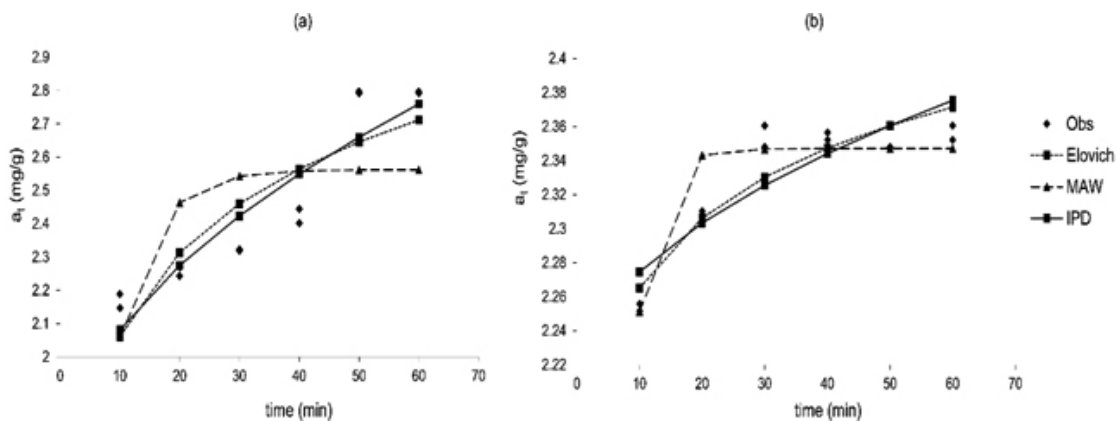 (a)
aₜ (mg/g)
2.9
2.8
2.7
2.6
2.5
2.4
2.3
2.2
2.1
2
0 10 20 30 40 50 60 70
time (min)
(b)
aₜ (mg/g)
2.4
2.38
2.36
2.34
2.32
2.3
2.28
2.26
2.24
2.22
0 10 20 30 40 50 60 70
time (min)
Obs
Elovich
MAW
IPD